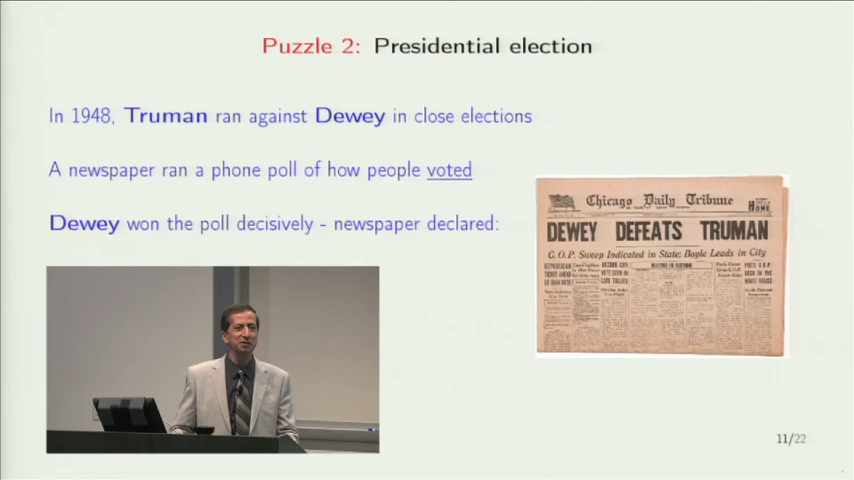 Puzzle 2: Presidential election
In 1948, Truman ran against Dewey in close elections
A newspaper ran a phone poll of how people voted
Dewey won the poll decisively - newspaper declared:
Chicago Daily Tribune
HOME
DEWEY DEFEATS TRUMAN
G.O.P. Sweep Indicated in State; Boyle Leads in City
11/22